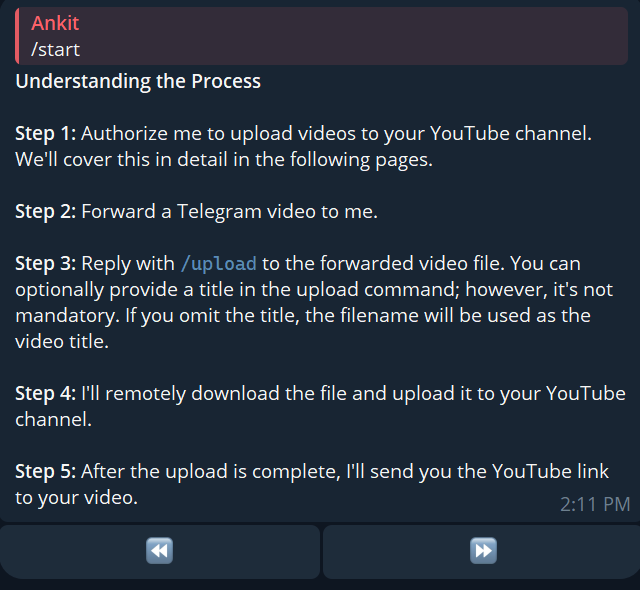 Ankit
/start
Understanding the Process
Step 1: Authorize me to upload videos to your YouTube channel.
We'll cover this in detail in the following pages.
Step 2: Forward a Telegram video to me.
Step 3: Reply with /upload to the forwarded video file. You can
optionally provide a title in the upload command; however, it's not
mandatory. If you omit the title, the filename will be used as the
video title.
Step 4: I'll remotely download the file and upload it to your YouTube
channel.
Step 5: After the upload is complete, I'll send you the YouTube link
to your video.
2:11 PM